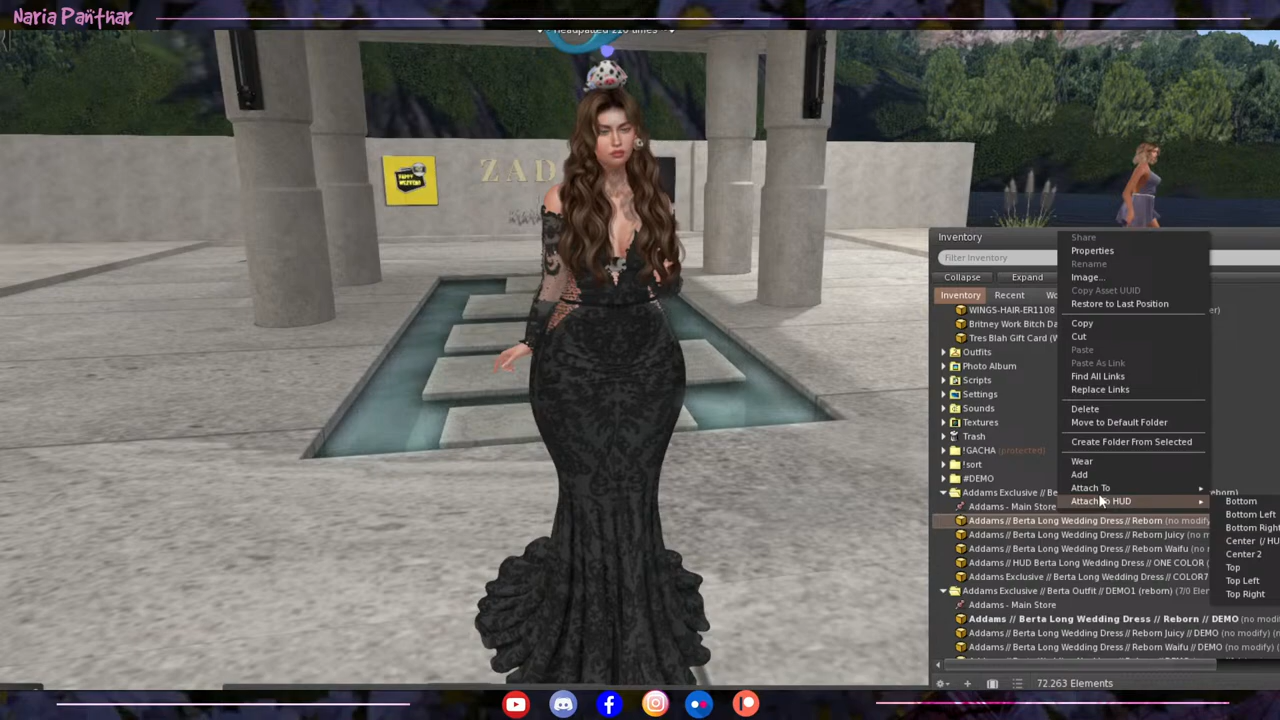 Naria Panthar
Headpatted 210 times
ZAD
HAPPY
WEEKEND
Inventory
Filter Inventory
Collapse
Expand
Inventory
Recent
Wo
WINGS-HAIR-ER1108
er)
Britney Work Bitch Da
Tres Blah Gift Card (W
Outfits
Photo Album
Scripts
Settings
Sounds
Textures
Trash
!GACHA (protected)
!sort
#DEMO
Addams Exclusive // Be
eborn)
Addams - Main Store
Addams // Berta Long Wedding Dress // Reborn (no modify
Addams // Berta Long Wedding Dress // Reborn Juicy (no m
Addams // Berta Long Wedding Dress // Reborn Waifu (no
Addams // HUD Berta Long Wedding Dress // ONE COLOR (
Addams Exclusive // Berta Long Wedding Dress // COLOR7
Addams Exclusive // Berta Outfit // DEMO1 (reborn) (7/0 Ele
Addams - Main Store
Addams // Berta Long Wedding Dress // Reborn // DEMO (no mod
Addams // Berta Long Wedding Dress // Reborn Juicy // DEMO (no modify)
Addams // Berta Long Wedding Dress // Reborn Waifu // DEMO (no modify)
72.263 Elements
Share
Properties
Rename
Image...
Copy Asset UUID
Restore to Last Position
Copy
Cut
Paste
Paste As Link
Find All Links
Replace Links
Delete
Move to Default Folder
Create Folder From Selected
Wear
Add
Attach To
Attach To HUD
Bottom
Bottom Left
Bottom Right
Center (/ HU
Center 2
Top
Top Left
Top Right